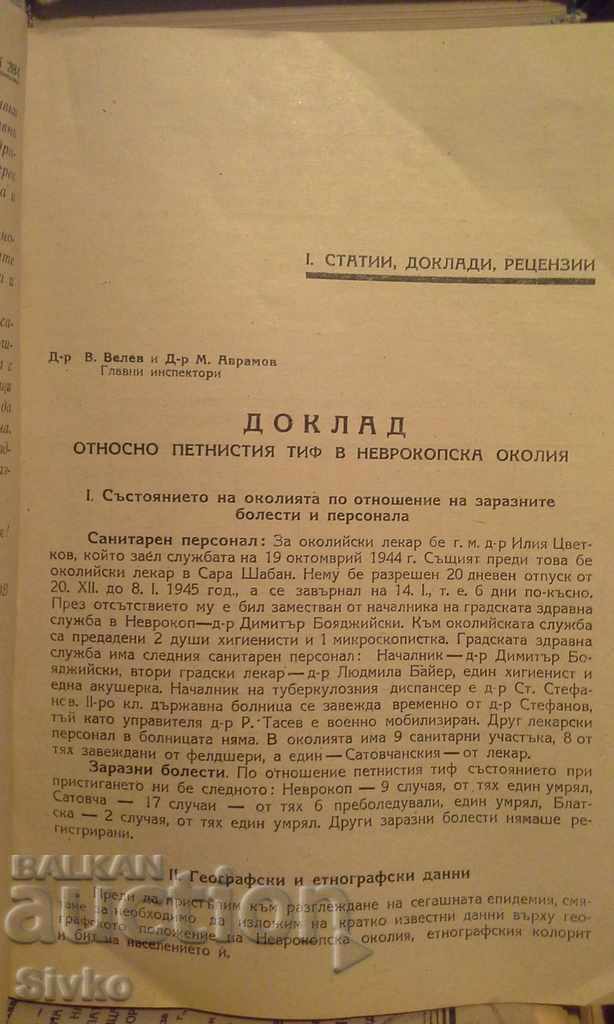 I. СТАТИИ, ДОКЛАДИ, РЕЦЕНЗИИ
Д-р В. Велев и Д-р М. Аврамов
Главни инспектори
ДОКЛАД
ОТНОСНО ПЕТНИСТИЯ ТИФ В НЕВРОКОПСКА ОКОЛИЯ
I. Състоянието на околията по отношение на заразните
болести и персонала
Санитарен персонал: За околийски лекар бе г. м. д-р Илия Цвет-
ков, който заел службата на 19 октомврий 1944 г. Същият преди това бе
околийски лекар в Сара Шабан. Нему бе разрешен 20 дневен отпуск от
20. XII. до 8. I. 1945 год., а се завърнал на 14. I., т. е. 6 дни по-късно.
През отсътствието му е бил заместван от началника на градската здравна
служба в Неврокоп—д-р Димитър Бояджийски. Към околийската служба
са предадени 2 души хигиенисти и 1 микроскопистка. Градската здравна
служба има следния санитарен персонал: Началник—д-р Димитър Бо-
яджийски, втори градски лекар—д-р Людмила Байер, един хигиенист и
една акушерка. Началник на туберкулозния диспансер е д-р Ст. Стефа-
нов. II-ро кл. държавна болница се завежда временно от д-р Стефанов,
тъй като управителя д-р Р. Тасев е военно мобилизиран. Друг лекарски
персонал в болницата няма. В околията има 9 санитарни участъка, 8 от
тях завеждани от фелдшери, а един—Сатовчанския—от лекар.
Заразни болести. По отношение петнистия тиф състоянието при
пристигането ни бе следното: Неврокоп — 9 случая, от тях един умрял,
Сатовча — 17 случаи — от тях 6 преболедували, един умрял, Блат-
ска — 2 случая, от тях един умрял. Други заразни болести нямаше ре-
гистрирани.
II. Географски и етнографски данни
Преди да пристъпим към разглеждане на сегашната епидемия, смя-
таме за необходимо да изложим на кратко известни данни върху гео-
графското положение на Неврокопска околия, етнографския колорит
и бит на населението ѝ.
BALKAN
auction
Sivko